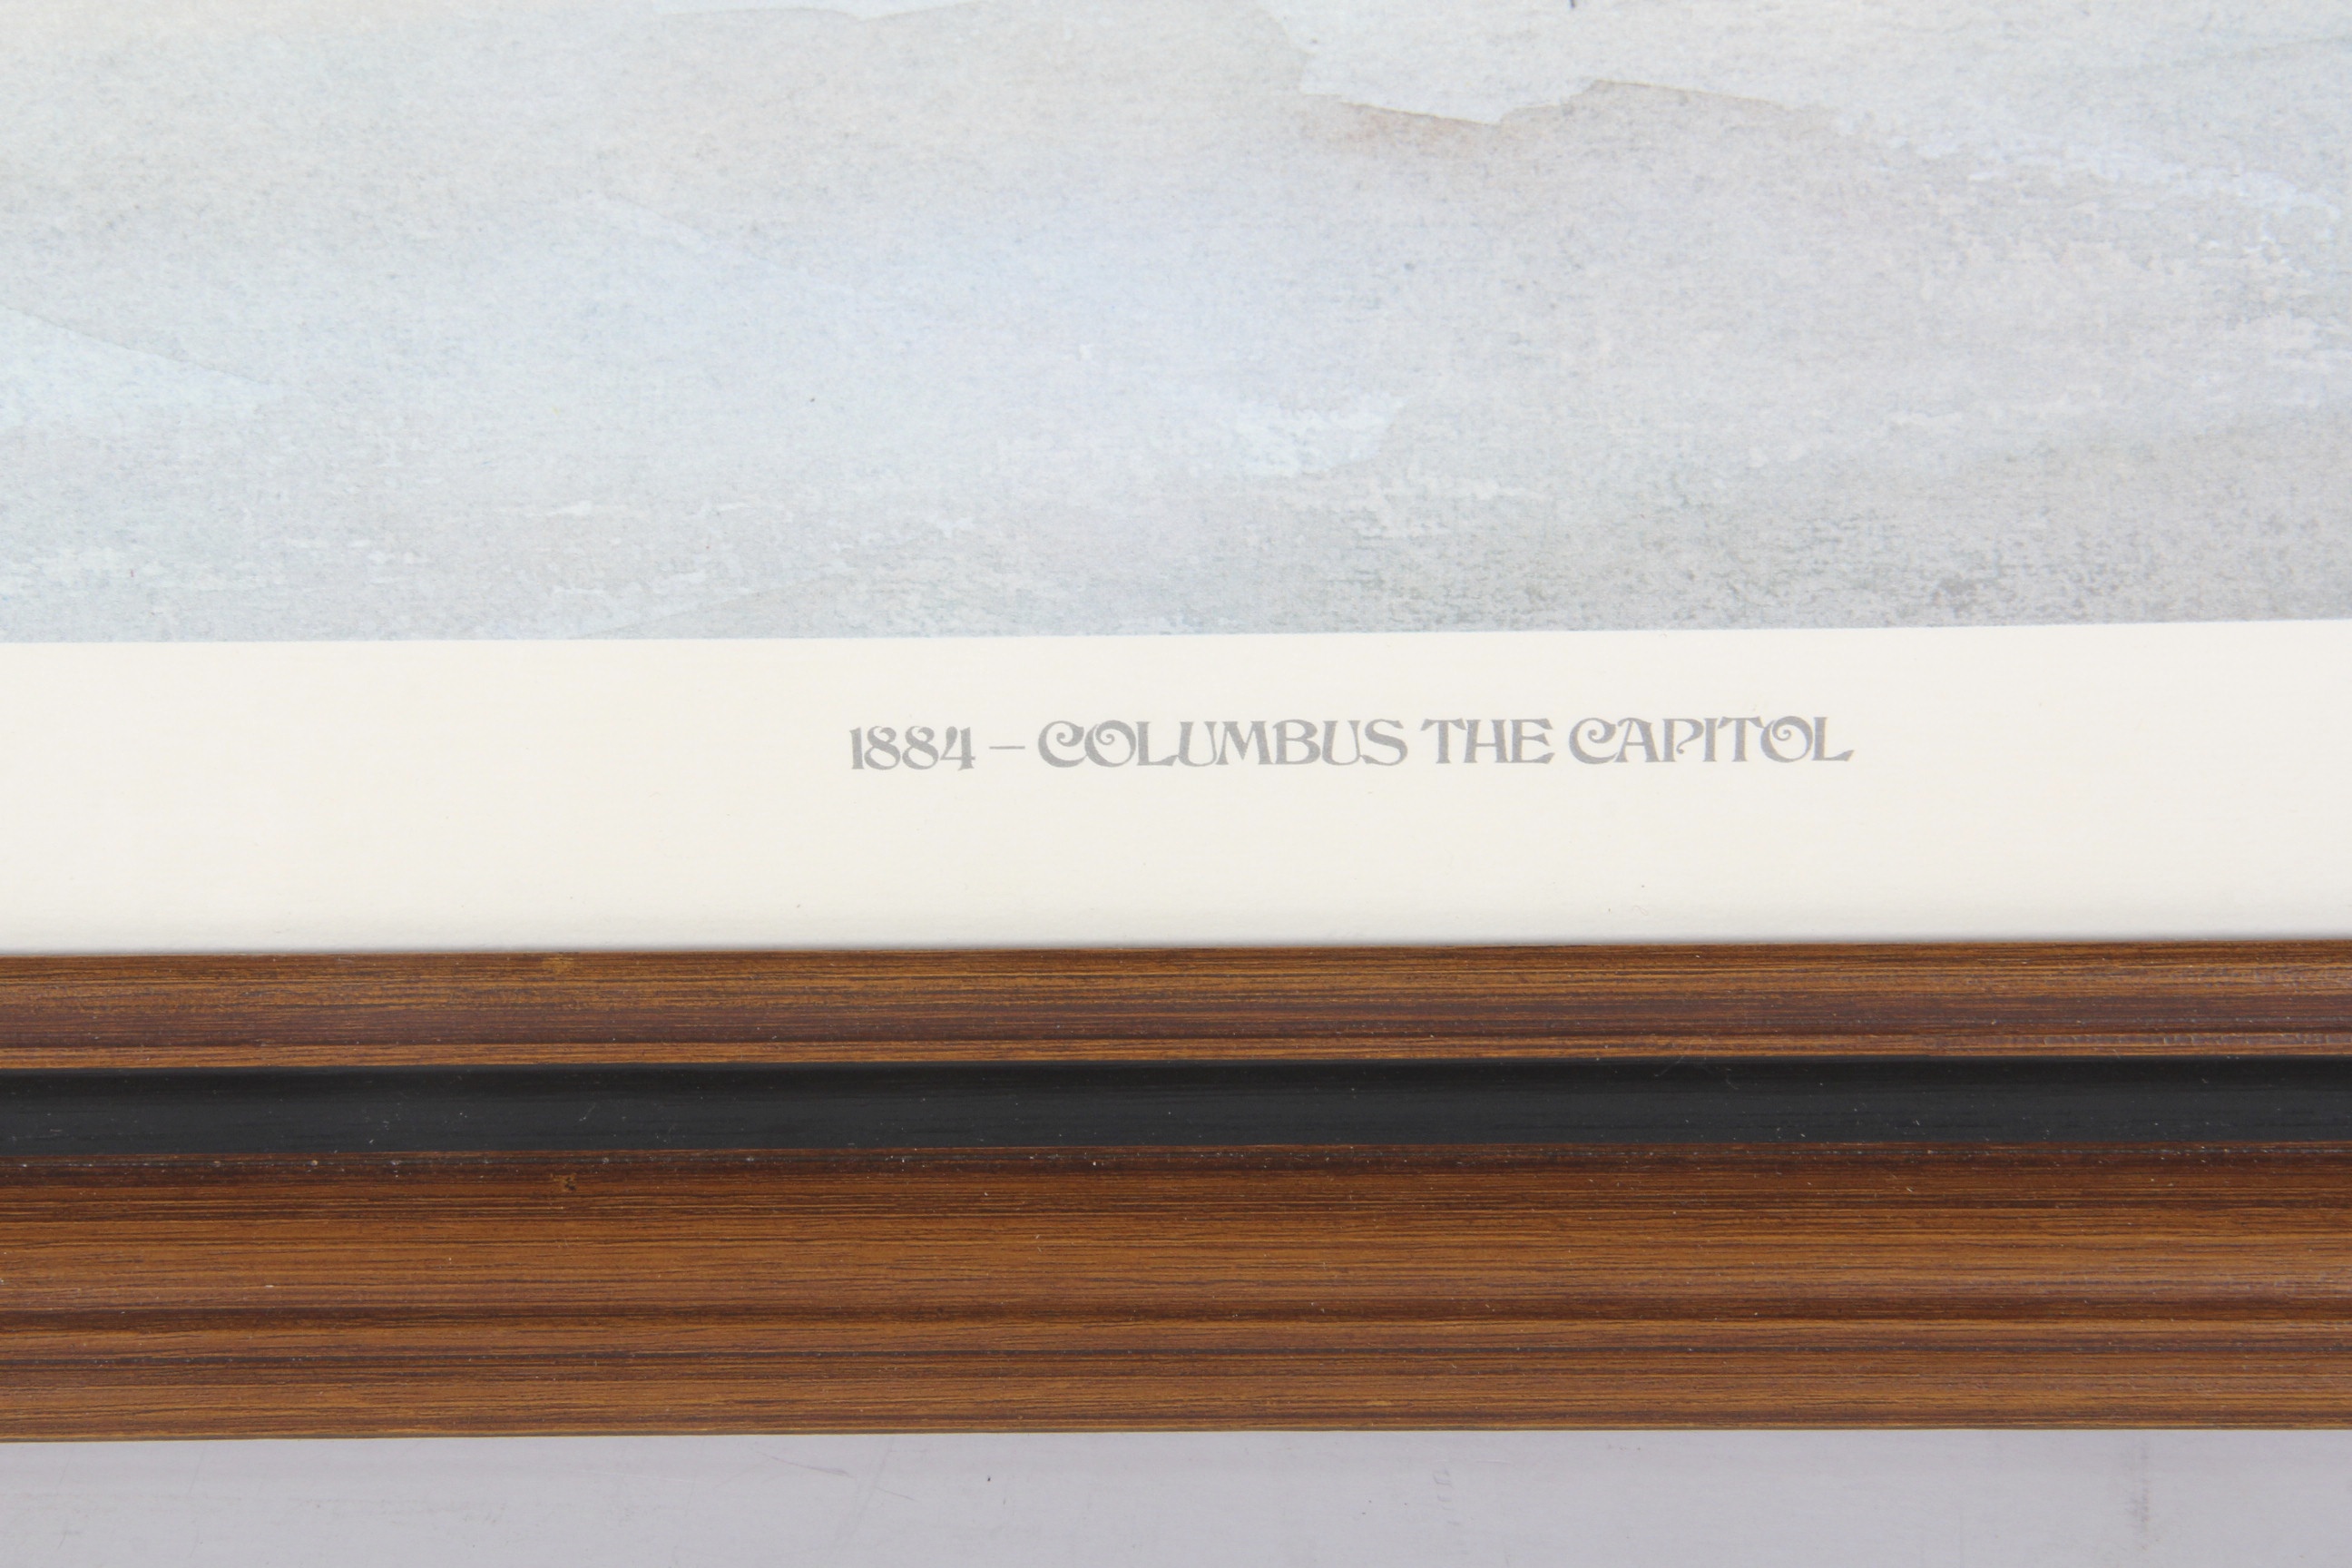 1884 – COLUMBUS THE CAPITOL